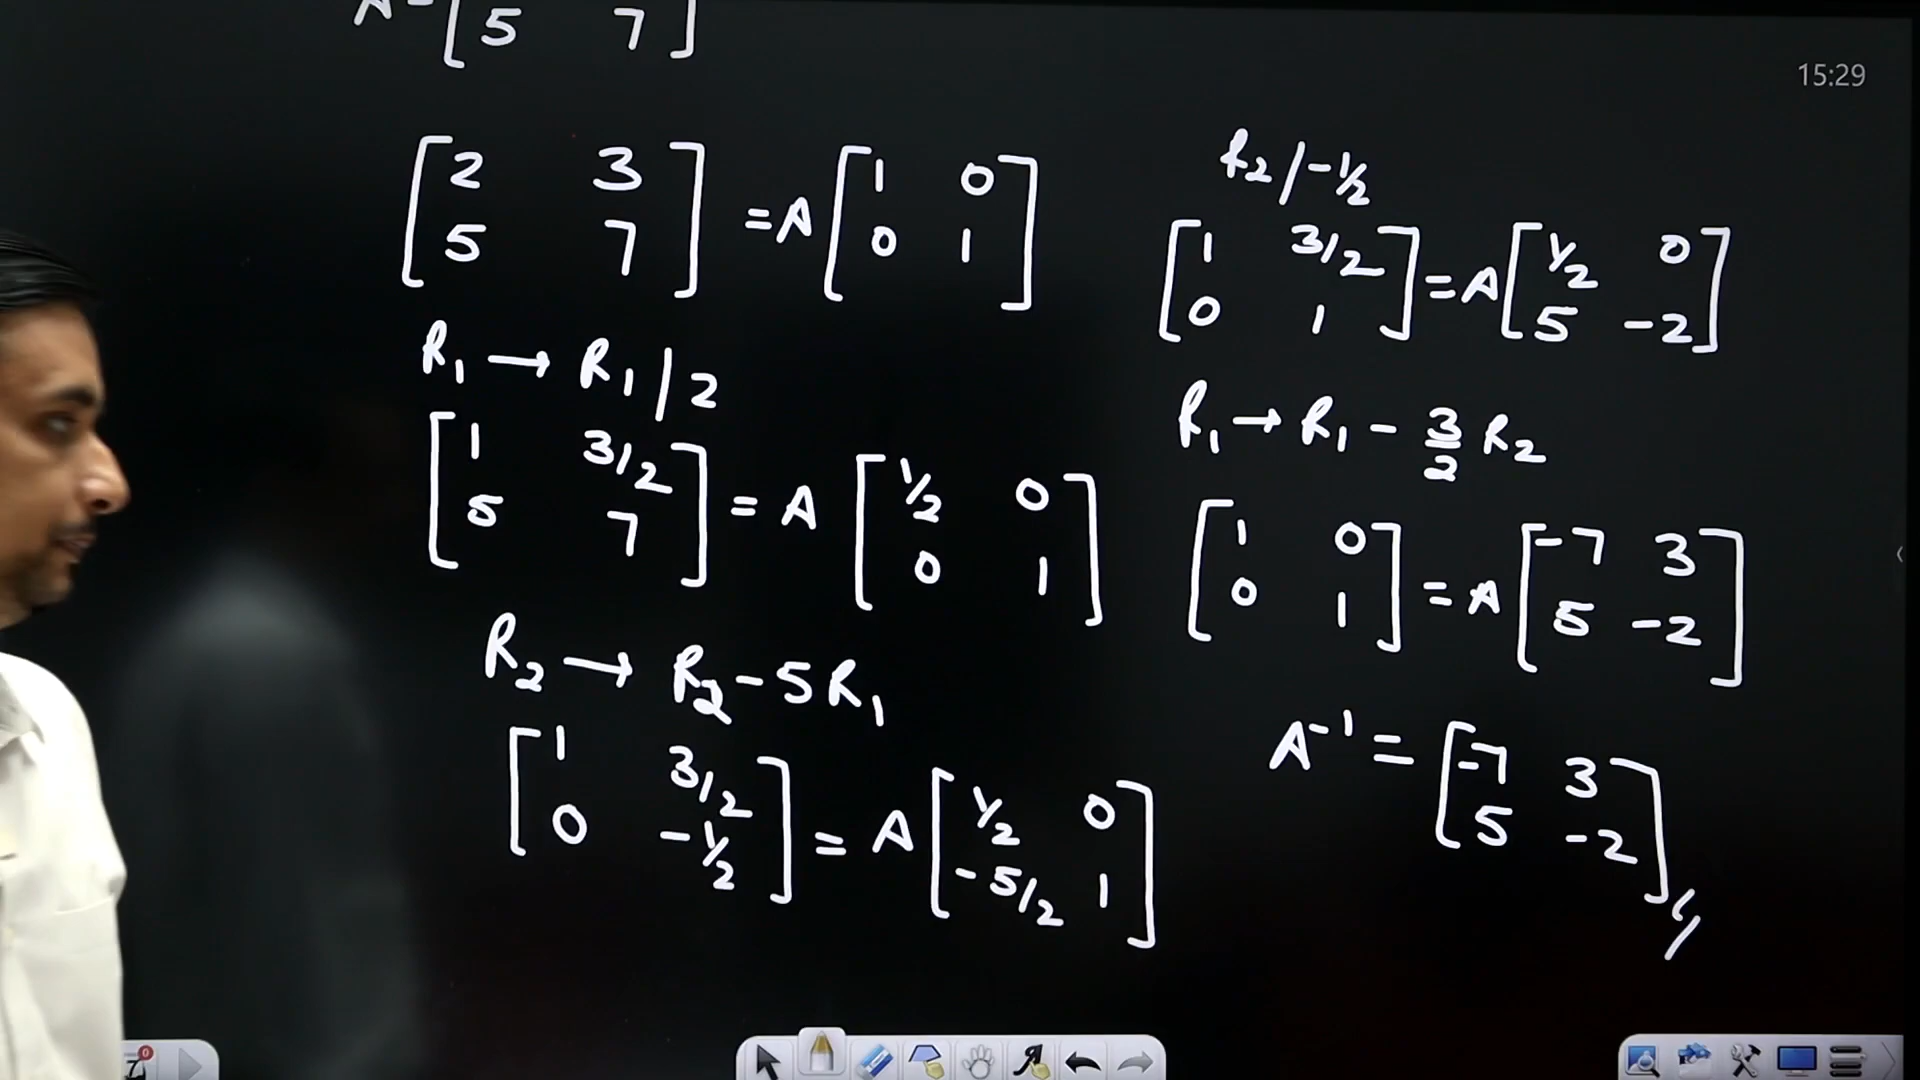 A = [ 5 7 ]
[ 2 3
5 7 ] = A [ 1 0
0 1 ]
R₁ → R₁ / 2
[ 1 3/2
5 7 ] = A [ 1/2 0
0 1 ]
R₂ → R₂ - 5R₁
[ 1 3/2
0 -1/2 ] = A [ 1/2 0
-5/2 1 ]
15:29
R₂ / -1/2
[ 1 3/2
0 1 ] = A [ 1/2 0
5 -2 ]
R₁ → R₁ - 3/2 R₂
[ 1 0
0 1 ] = A [ -7 3
5 -2 ]
A⁻¹ = [ -7 3
5 -2 ]
7
0